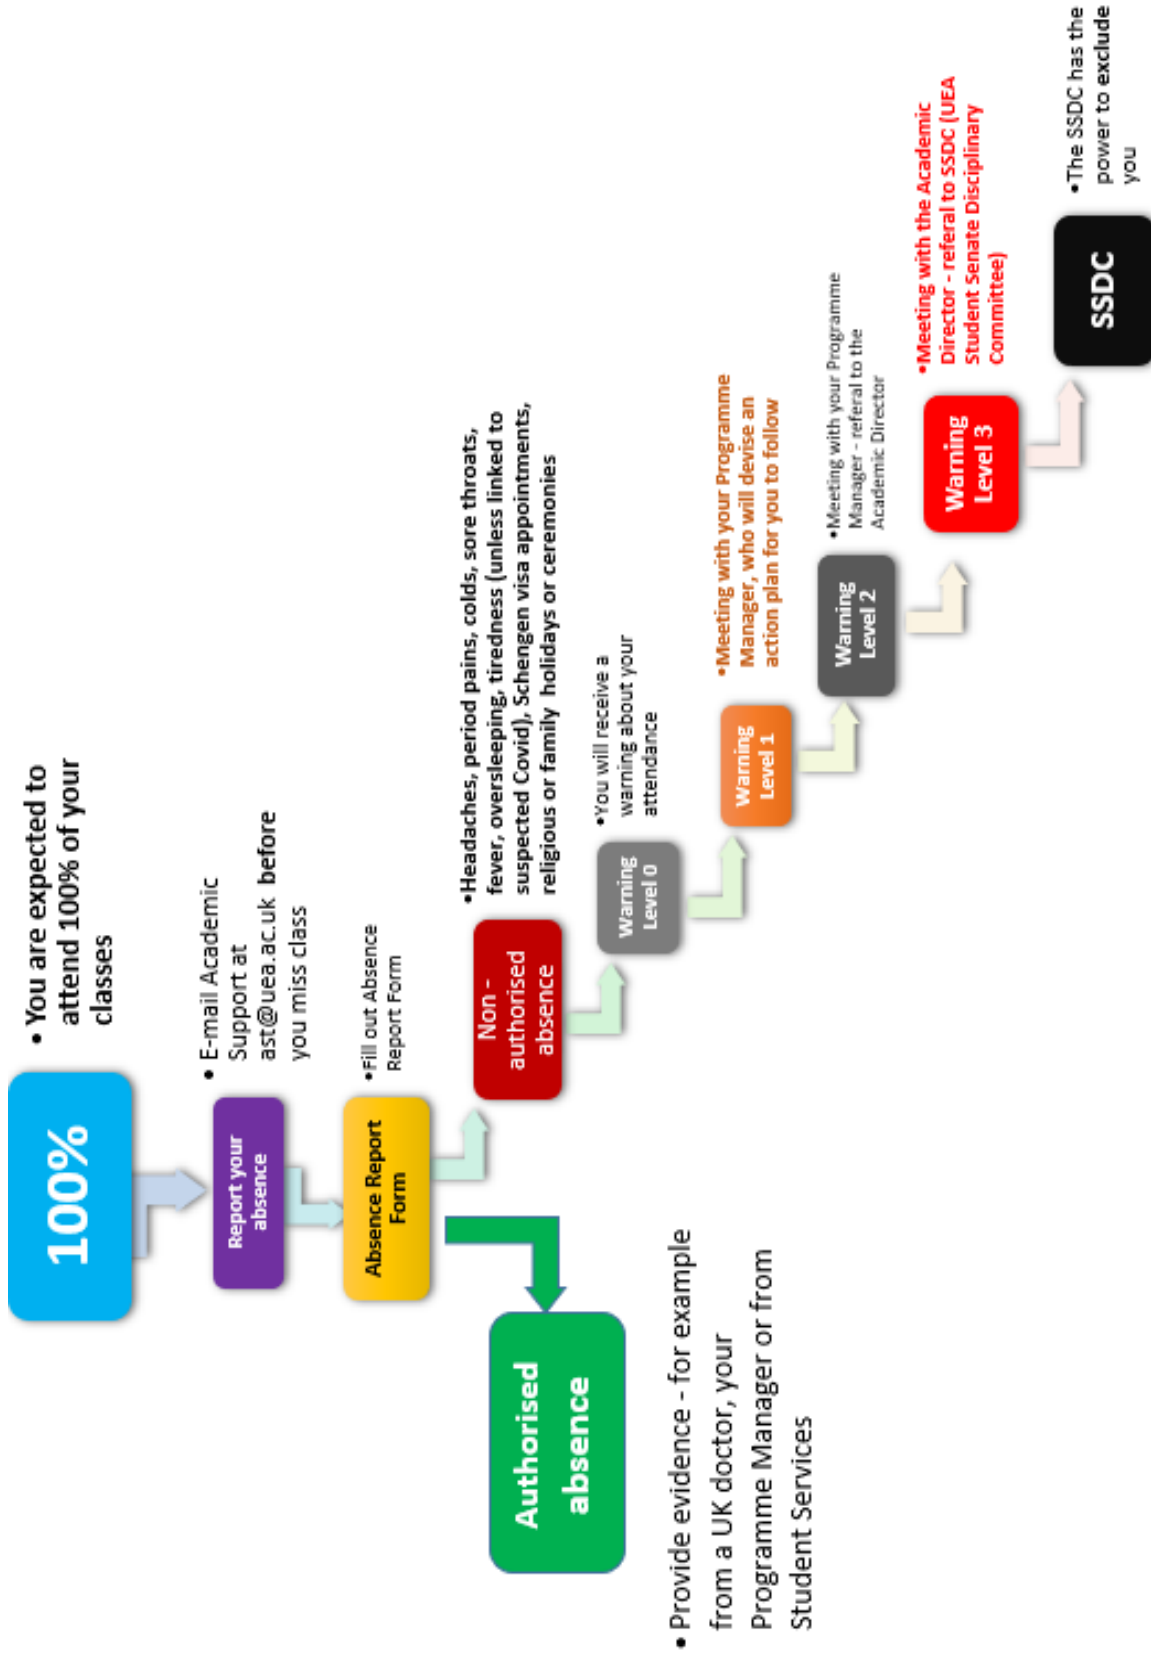 100%
• You are expected to
attend 100% of your
classes
Report your
absence
• E-mail Academic
Support at
ast@uea.ac.uk before
you miss class
Absence Report
Form
•Fill out Absence
Report Form
Authorised
absence
• Provide evidence - for example
from a UK doctor, your
Programme Manager or from
Student Services
Non –
authorised
absence
•Headaches, period pains, colds, sore throats,
fever, oversleeping, tiredness (unless linked to
suspected Covid), Schengen visa appointments,
religious or family holidays or ceremonies
Warning
Level 0
•You will receive a
warning about your
attendance
Warning
Level 1
•Meeting with your Programme
Manager, who will devise an
action plan for you to follow
Warning
Level 2
•Meeting with your Programme
Manager - referal to the
Academic Director
Warning
Level 3
•Meeting with the Academic
Director - referal to SSDC (UEA
Student Senate Disciplinary
Committee)
SSDC
•The SSDC has the
power to exclude
you